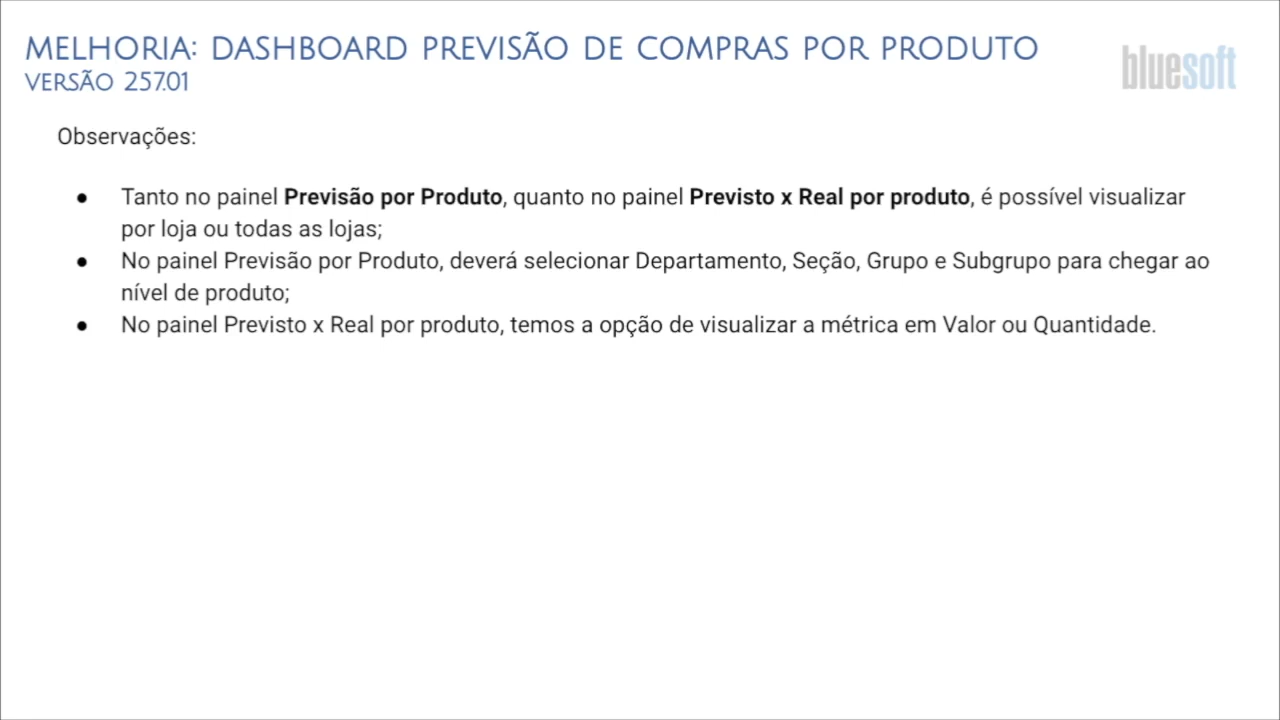 MELHORIA: DASHBOARD PREVISÃO DE COMPRAS POR PRODUTO
VERSÃO 257.01
bluesoft
Observações:
● Tanto no painel Previsão por Produto, quanto no painel Previsto x Real por produto, é possível visualizar
por loja ou todas as lojas;
● No painel Previsão por Produto, deverá selecionar Departamento, Seção, Grupo e Subgrupo para chegar ao
nível de produto;
● No painel Previsto x Real por produto, temos a opção de visualizar a métrica em Valor ou Quantidade.